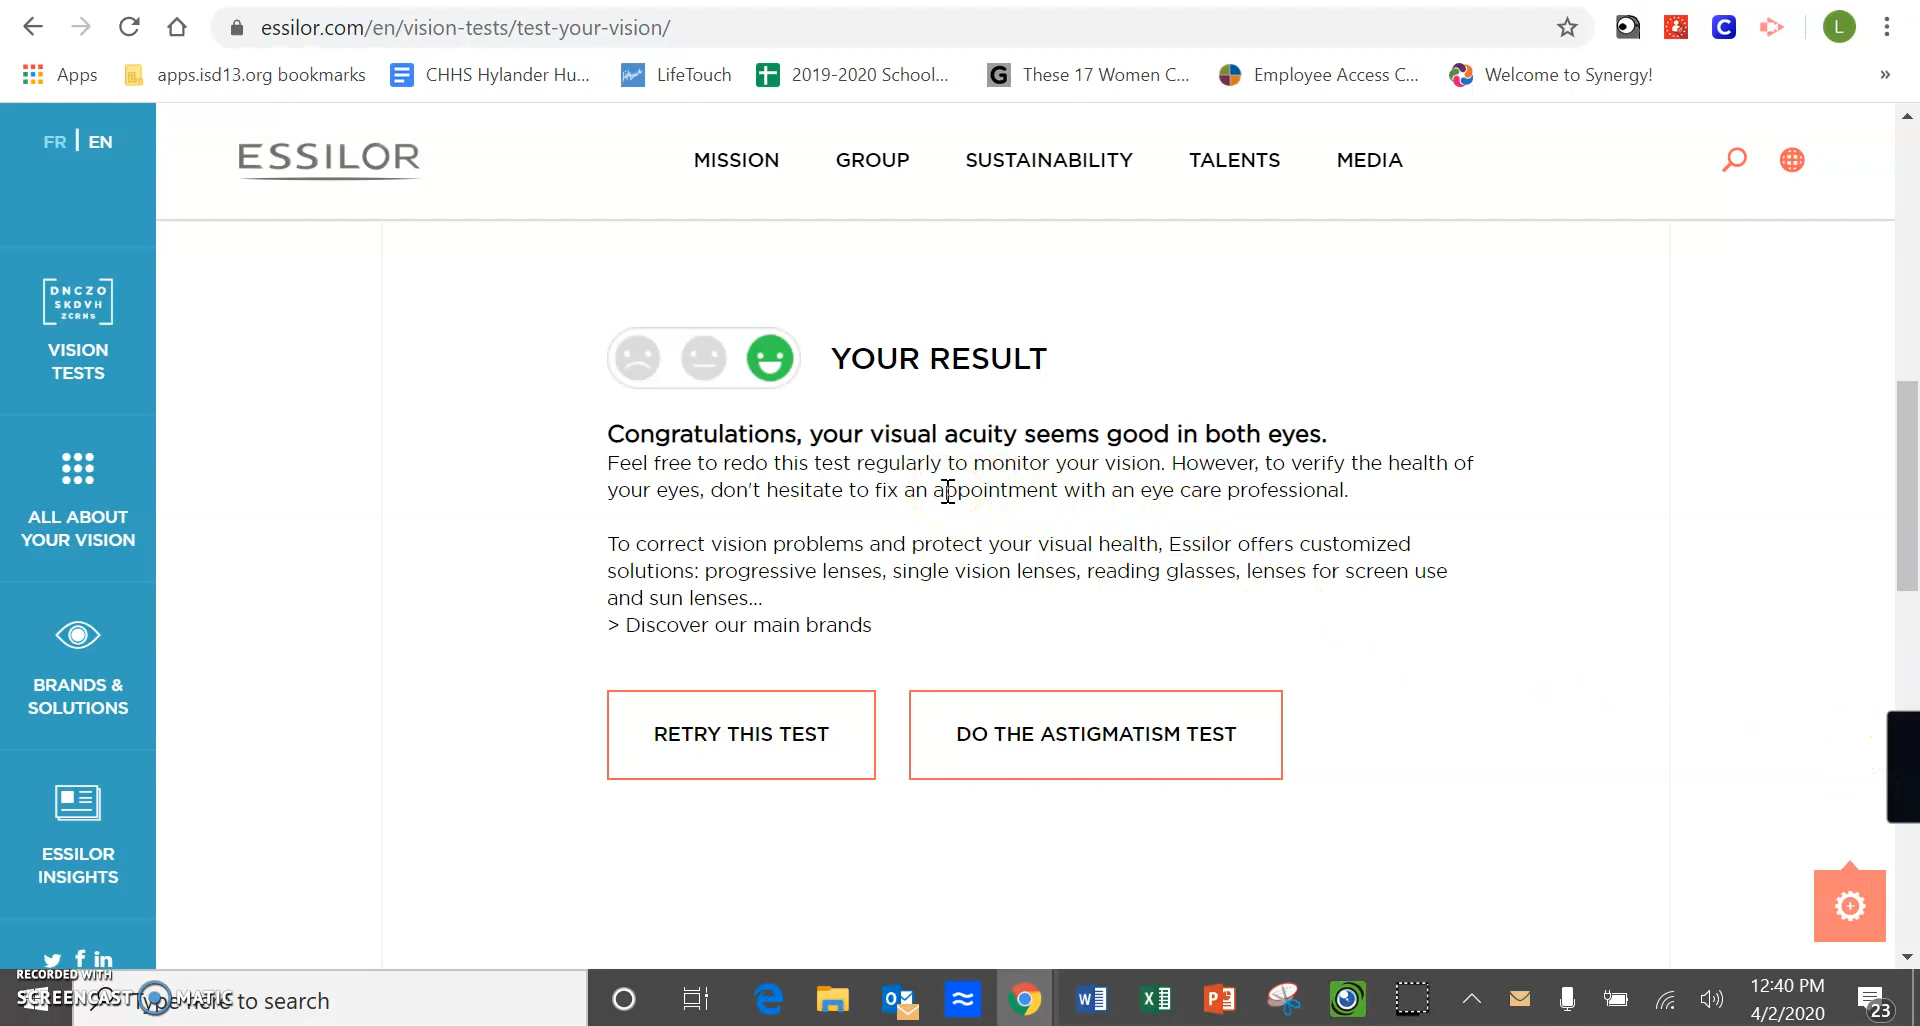 essilor.com/en/vision-tests/test-your-vision/
L
Apps apps.isd13.org bookmarks CHHS Hylander Hu... LifeTouch 2019-2020 School... G These 17 Women C... Employee Access C... Welcome to Synergy! »
FR | EN
ESSILOR
MISSION GROUP SUSTAINABILITY TALENTS MEDIA
DNCZO
SKDVH
ZCRHS
VISION
TESTS
ALL ABOUT
YOUR VISION
BRANDS &
SOLUTIONS
ESSILOR
INSIGHTS
YOUR RESULT
Congratulations, your visual acuity seems good in both eyes.
Feel free to redo this test regularly to monitor your vision. However, to verify the health of
your eyes, don't hesitate to fix an appointment with an eye care professional.
To correct vision problems and protect your visual health, Essilor offers customized
solutions: progressive lenses, single vision lenses, reading glasses, lenses for screen use
and sun lenses...
> Discover our main brands
RETRY THIS TEST DO THE ASTIGMATISM TEST
RECORDED WITH
SCREENCAST MATIC
Type here to search
12:40 PM
4/2/2020
23